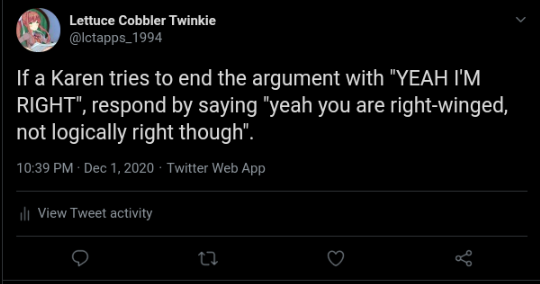 Lettuce Cobbler Twinkie
@lctapps_1994
If a Karen tries to end the argument with "YEAH I'M
RIGHT", respond by saying "yeah you are right-winged,
not logically right though".
10:39 PM · Dec 1, 2020 · Twitter Web App
View Tweet activity